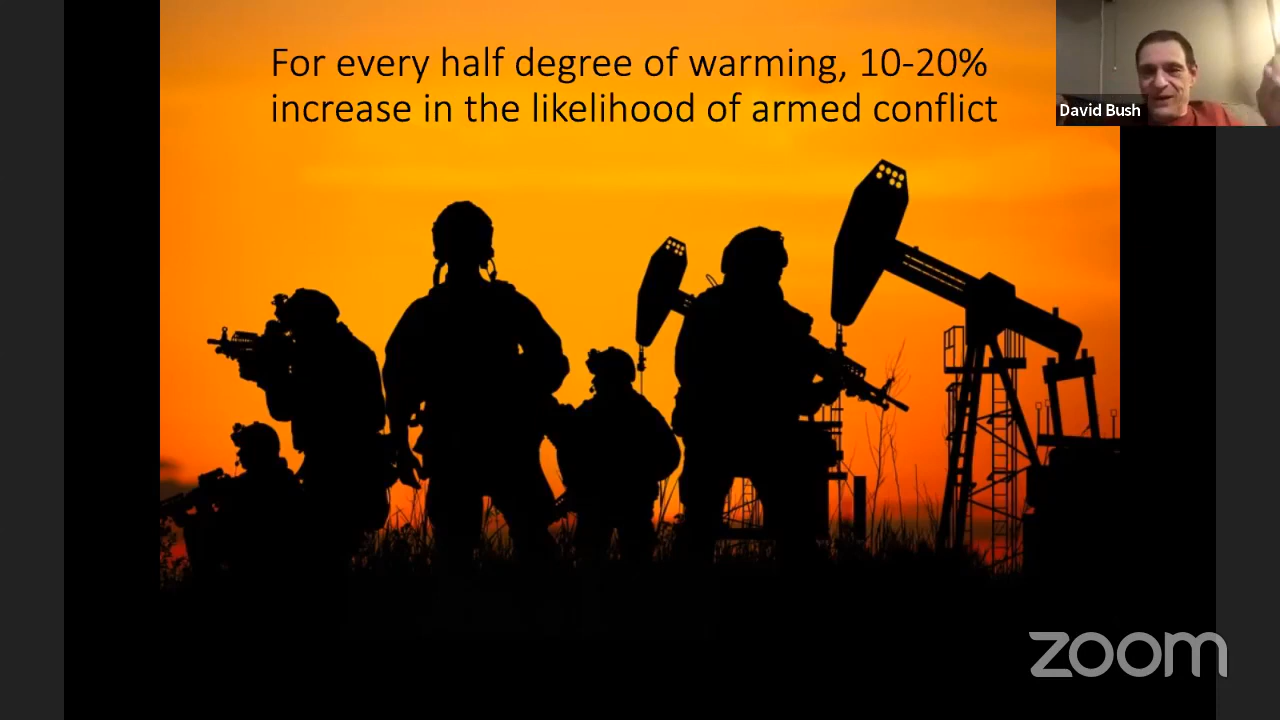 For every half degree of warming, 10-20%
increase in the likelihood of armed conflict
David Bush
zoom